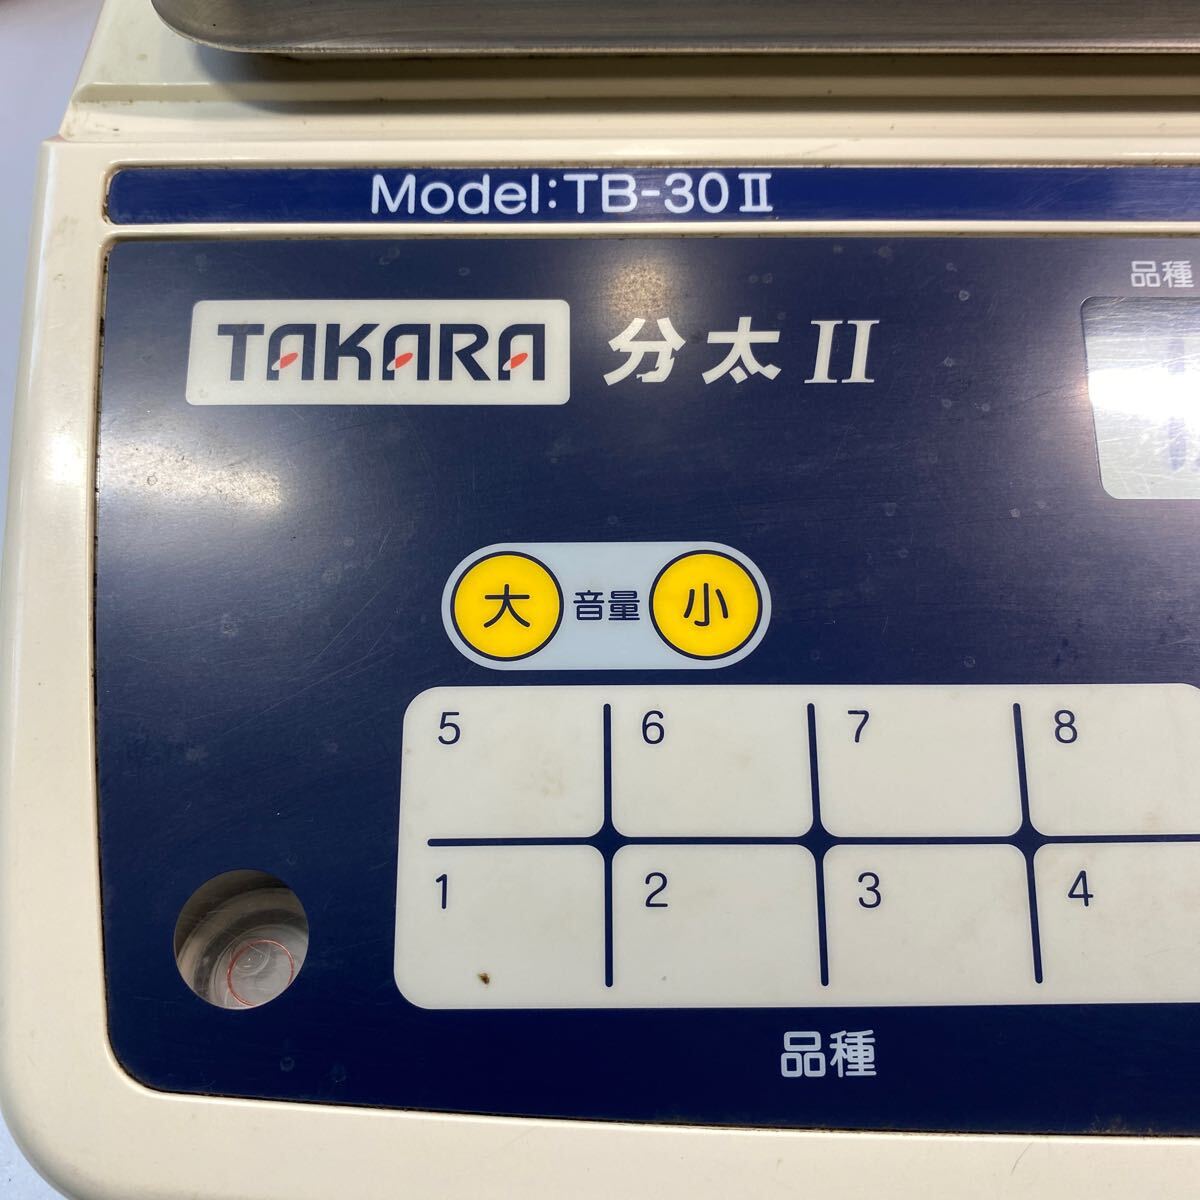 Model:TB-30II
品種
TAKARA 分太II
大 音量 小
5 6 7 8
1 2 3 4
品種